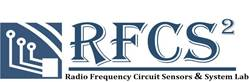 RFCS²
Radio Frequency Circuit Sensors & System Lab